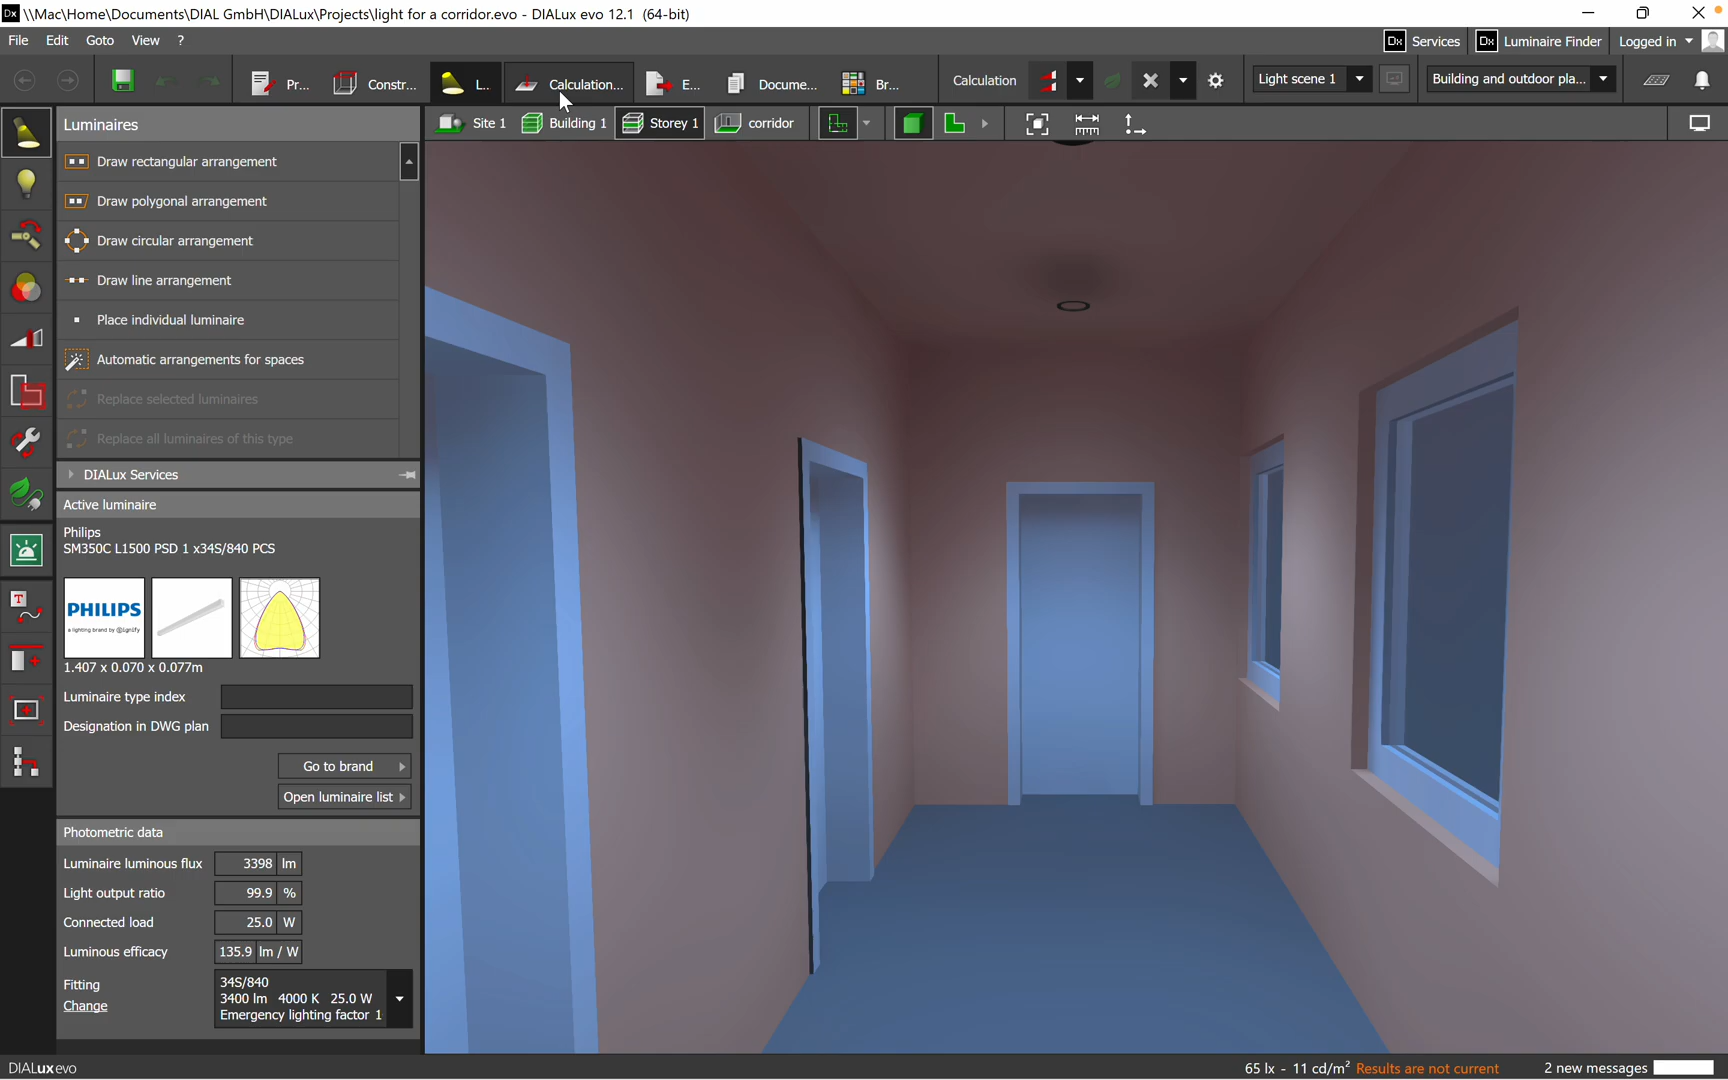 \\Mac\Home\Documents\DIAL GmbH\DIALux\Projects\light for a corridor.evo - DIALux evo 12.1 (64-bit)
File Edit Goto View ?
Dx Services Dx Luminaire Finder Logged in
Pr... Constr... L... Calculation... E... Docume... Br... Calculation Light scene 1 Building and outdoor pla...
Luminaires
Site 1 Building 1 Storey 1 corridor
Draw rectangular arrangement
Draw polygonal arrangement
Draw circular arrangement
Draw line arrangement
Place individual luminaire
Automatic arrangements for spaces
Replace selected luminaires
Replace all luminaires of this type
DIALux Services
Active luminaire
Philips
SM350C L1500 PSD 1 x34S/840 PCS
PHILIPS
a lighting brand by Signify
1.407 x 0.070 x 0.077m
Luminaire type index
Designation in DWG plan
Go to brand
Open luminaire list
Photometric data
Luminaire luminous flux 3398 lm
Light output ratio 99.9 %
Connected load 25.0 W
Luminous efficacy 135.9 lm / W
Fitting
Change
34S/840
3400 lm 4000 K 25.0 W
Emergency lighting factor 1
DIALux evo
65 lx - 11 cd/m² Results are not current 2 new messages